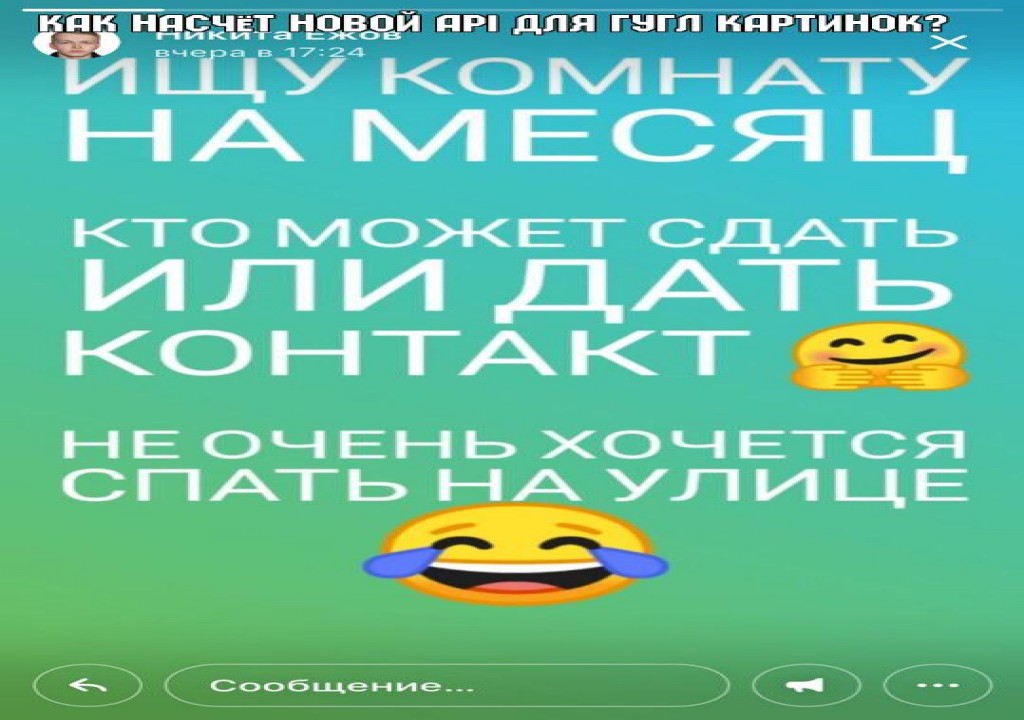 КАК НАСЧЁТ НОВОЙ API ДЛЯ ГУГЛ КАРТИНОК?
Никита Ежов
вчера в 17:24
ИЩУ КОМНАТУ
НА МЕСЯЦ
КТО МОЖЕТ СДАТЬ
ИЛИ ДАТЬ
КОНТАКТ 🤗
НЕ ОЧЕНЬ ХОЧЕТСЯ
СПАТЬ НА УЛИЦЕ
😂
Сообщение...